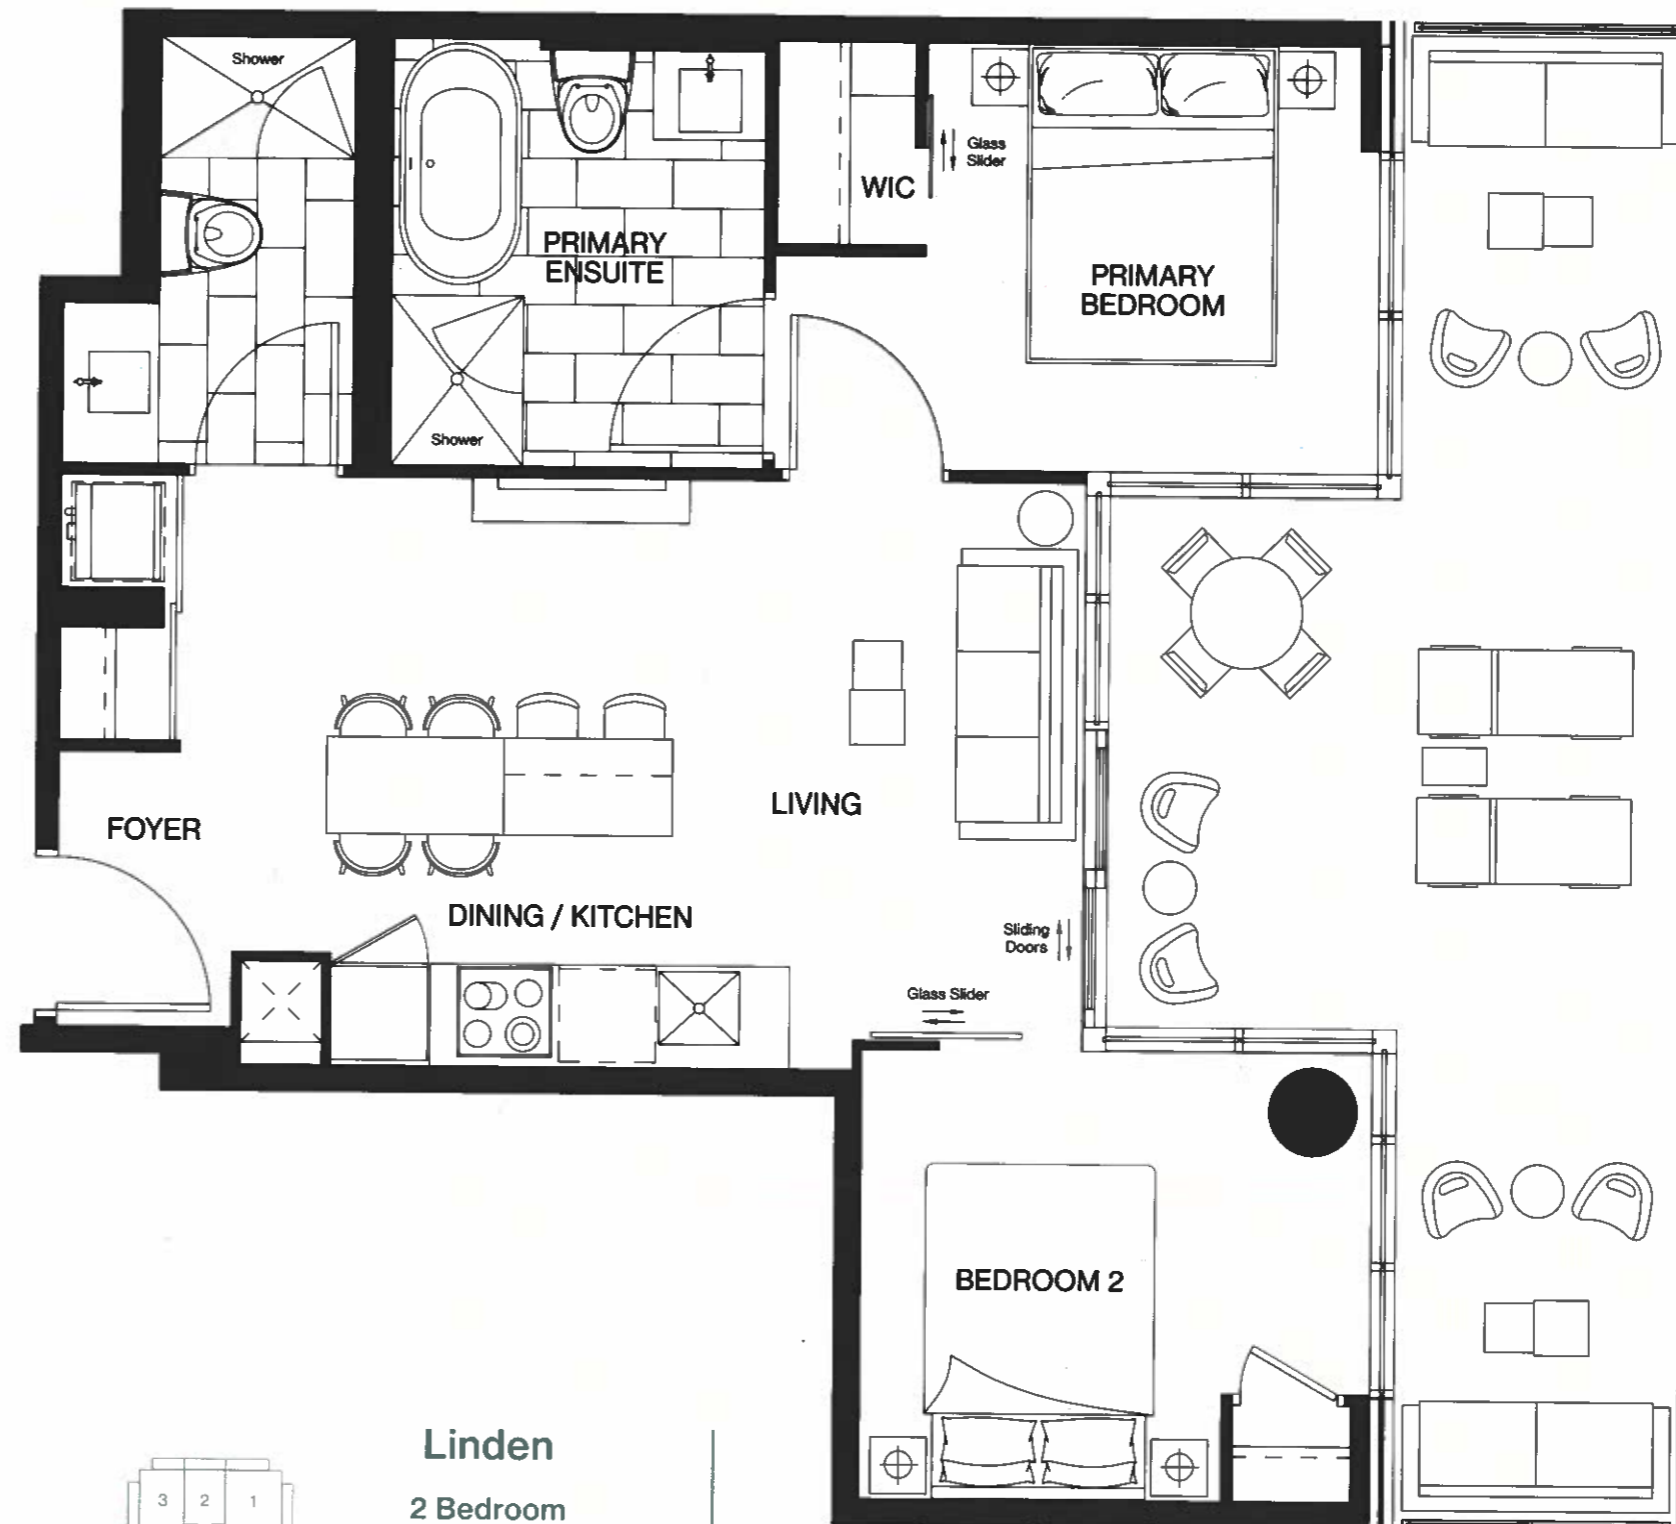 Shower
Glass
Slider
WIC
PRIMARY
ENSUITE
PRIMARY
BEDROOM
Shower
LIVING
FOYER
DINING / KITCHEN
Sliding
Doors
Glass Slider
BEDROOM 2
Linden
2 Bedroom
3 2 1